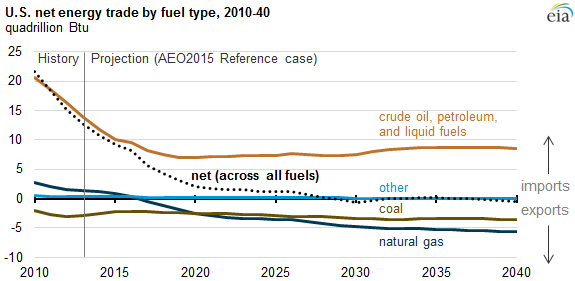 U.S. net energy trade by fuel type, 2010-40
quadrillion Btu
eia
25
History
Projection (AEO2015 Reference case)
20
15
crude oil, petroleum,
and liquid fuels
10
5
net (across all fuels)
other
imports
0
coal
exports
-5
natural gas
-10
2010
2015
2020
2025
2030
2035
2040